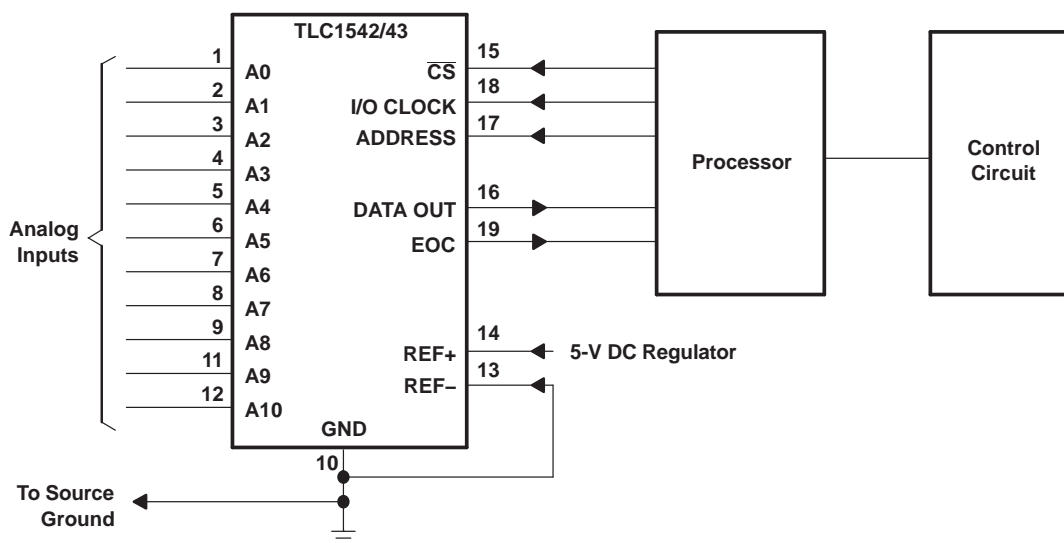 TLC1542/43
Analog
Inputs
1
A0
2
A1
3
A2
4
A3
5
A4
6
A5
7
A6
8
A7
9
A8
11
A9
12
A10
15
CS
18
I/O CLOCK
17
ADDRESS
16
DATA OUT
19
EOC
14
REF+
5-V DC Regulator
13
REF–
GND
10
To Source
Ground
Processor
Control
Circuit